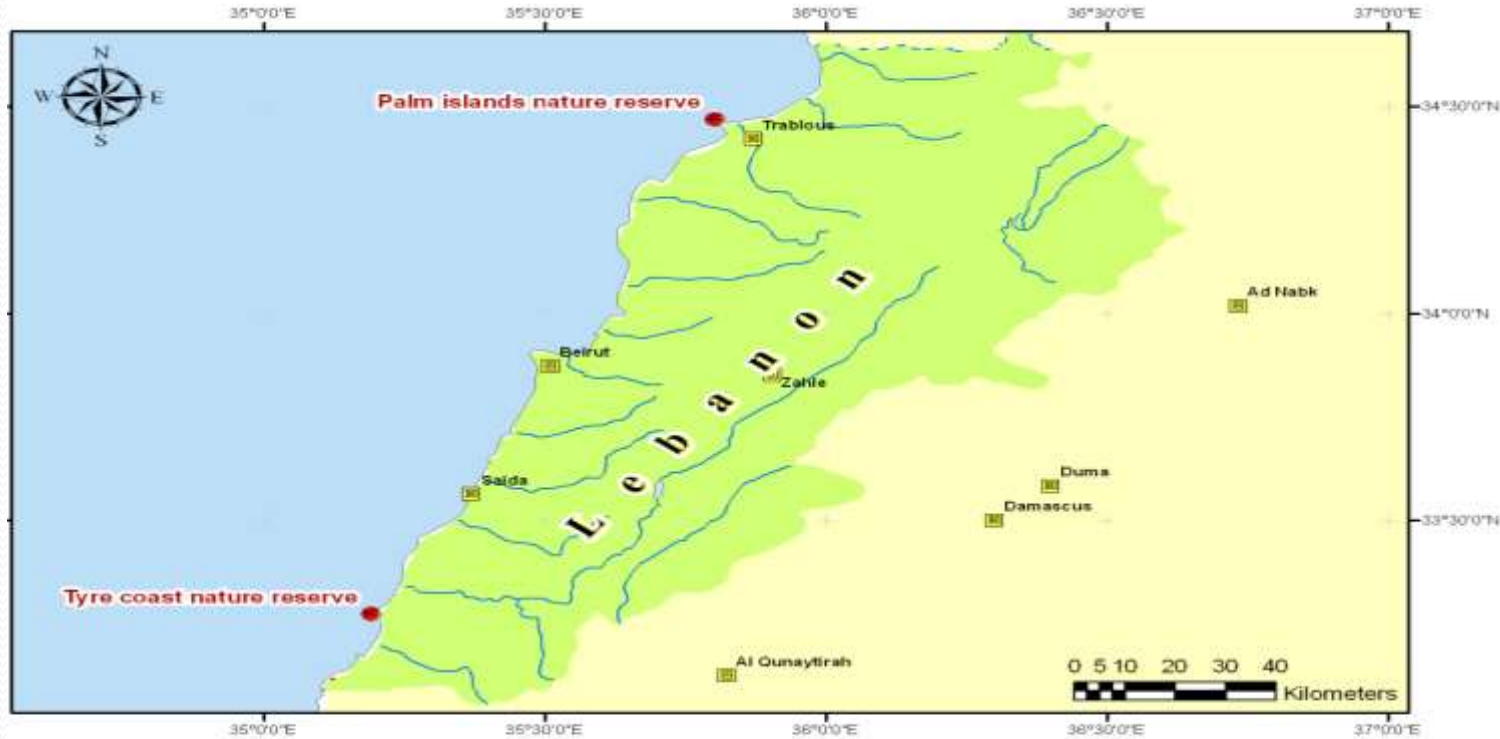 35°0'0"E 35°30'0"E 36°0'0"E 36°30'0"E 37°0'0"E
N
W E
S
Palm islands nature reserve
34°30'0"N
Trablous
Lebanon
Ad Nabk
34°0'0"N
Beirut
Zahle
Saida
Duma
Damascus
33°30'0"N
Tyre coast nature reserve
Al Qunaytirah
0 5 10 20 30 40
Kilometers
35°0'0"E 35°30'0"E 36°0'0"E 36°30'0"E 37°0'0"E